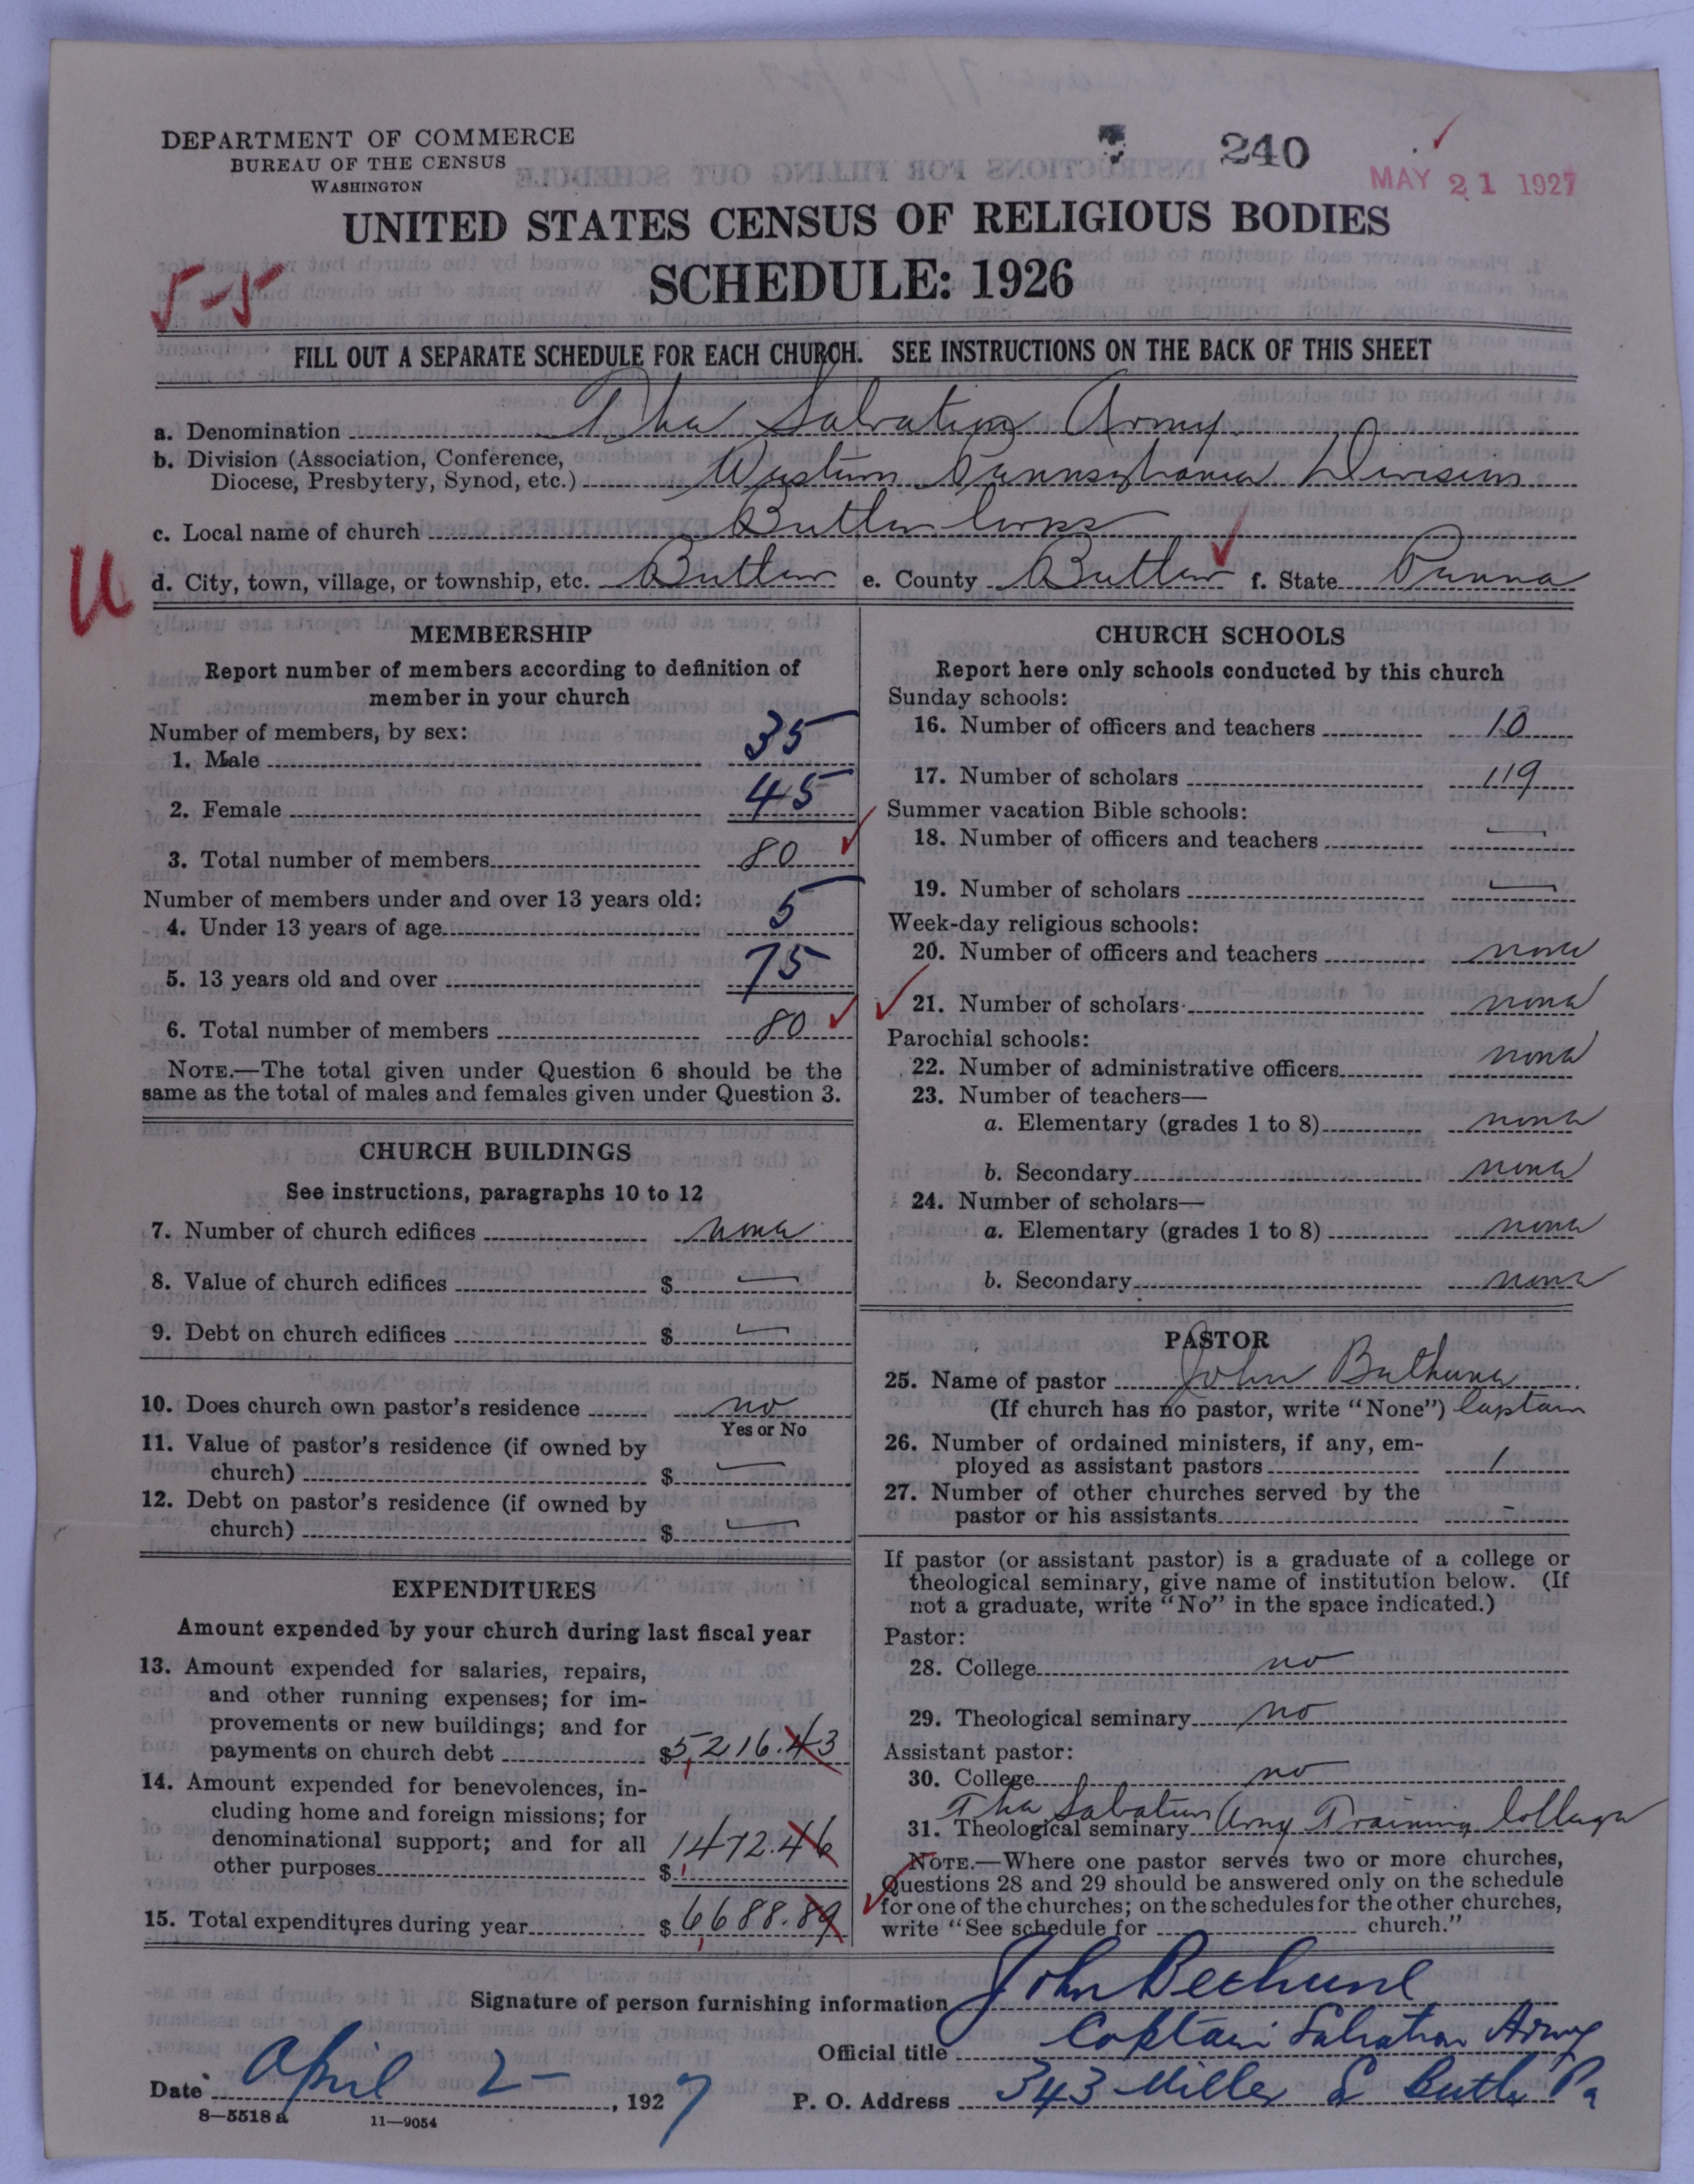 DEPARTMENT OF COMMERCE
BUREAU OF THE CENSUS
WASHINGTON
240
MAY 21 1927
UNITED STATES CENSUS OF RELIGIOUS BODIES
SCHEDULE: 1926
5-5
FILL OUT A SEPARATE SCHEDULE FOR EACH CHURCH. SEE INSTRUCTIONS ON THE BACK OF THIS SHEET
a. Denomination The Salvation Army
b. Division (Association, Conference,
Diocese, Presbytery, Synod, etc.) Western Pennsylvania Division
c. Local name of church Butler Corps
U
d. City, town, village, or township, etc. Butler e. County Butler f. State Penna
MEMBERSHIP
Report number of members according to definition of
member in your church
Number of members, by sex:
1. Male 35
2. Female 45
3. Total number of members 80
Number of members under and over 13 years old:
4. Under 13 years of age 5
5. 13 years old and over 75
6. Total number of members 80
NOTE.—The total given under Question 6 should be the
same as the total of males and females given under Question 3.
CHURCH BUILDINGS
See instructions, paragraphs 10 to 12
7. Number of church edifices none
8. Value of church edifices $ —
9. Debt on church edifices $ —
10. Does church own pastor's residence no
Yes or No
11. Value of pastor's residence (if owned by
church) $ —
12. Debt on pastor's residence (if owned by
church) $ —
EXPENDITURES
Amount expended by your church during last fiscal year
13. Amount expended for salaries, repairs,
and other running expenses; for im-
provements or new buildings; and for
payments on church debt $5,216.43
14. Amount expended for benevolences, in-
cluding home and foreign missions; for
denominational support; and for all
other purposes $ 1472.46
15. Total expenditures during year $ 6688.89
CHURCH SCHOOLS
Report here only schools conducted by this church
Sunday schools:
16. Number of officers and teachers 10
17. Number of scholars 119
Summer vacation Bible schools:
18. Number of officers and teachers —
19. Number of scholars —
Week-day religious schools:
20. Number of officers and teachers none
21. Number of scholars none
Parochial schools:
22. Number of administrative officers none
23. Number of teachers—
a. Elementary (grades 1 to 8) none
b. Secondary none
24. Number of scholars—
a. Elementary (grades 1 to 8) none
b. Secondary none
PASTOR
25. Name of pastor John Bethune
(If church has no pastor, write "None") Captain
26. Number of ordained ministers, if any, em-
ployed as assistant pastors 1
27. Number of other churches served by the
pastor or his assistants -
If pastor (or assistant pastor) is a graduate of a college or
theological seminary, give name of institution below. (If
not a graduate, write "No" in the space indicated.)
Pastor:
28. College no
29. Theological seminary no
Assistant pastor:
30. College no
31. Theological seminary The Salvation Army Training College
NOTE.—Where one pastor serves two or more churches,
Questions 28 and 29 should be answered only on the schedule
for one of the churches; on the schedules for the other churches,
write "See schedule for church."
Signature of person furnishing information John Bethune
Official title Captain Salvation Army
Date April 2 , 1927 P. O. Address 343 Miller St Butler Pa
8—5518 a 11—9054